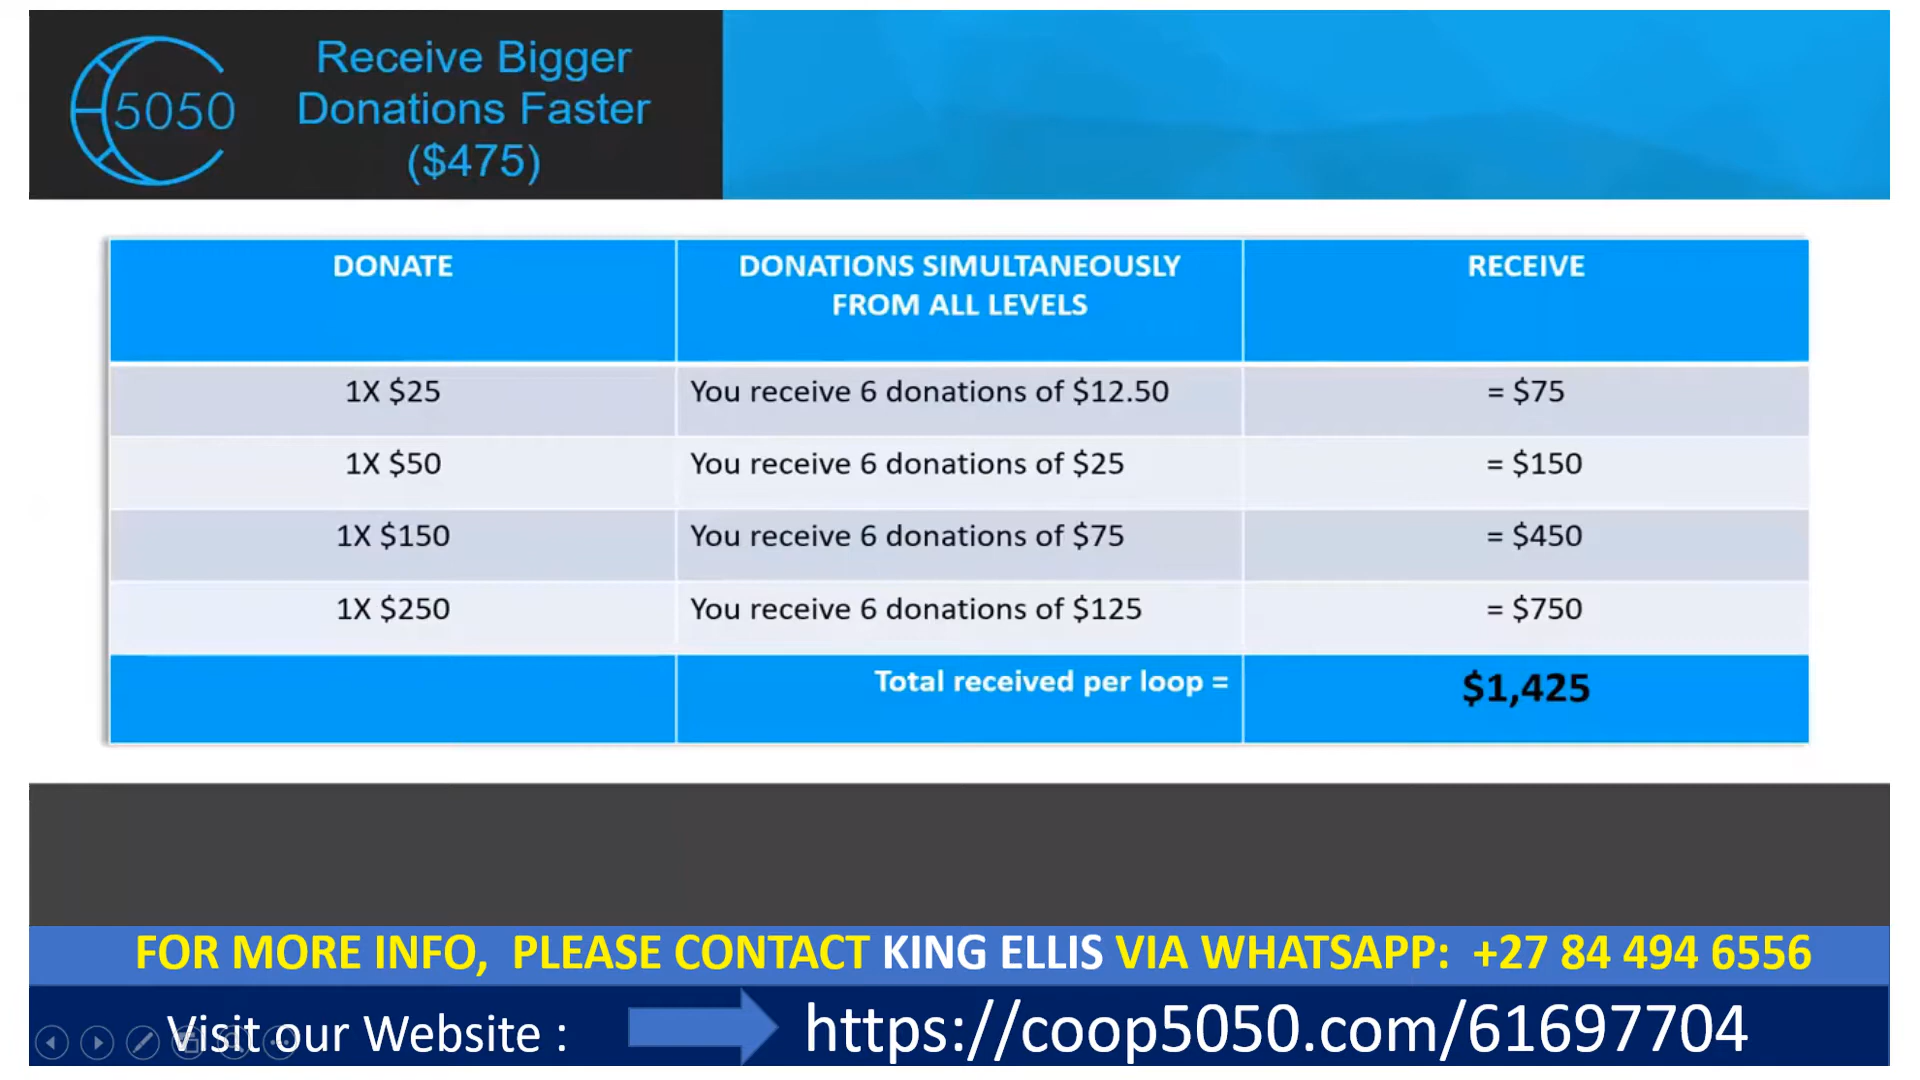 5050
Receive Bigger
Donations Faster
($475)
DONATE
DONATIONS SIMULTANEOUSLY
FROM ALL LEVELS
RECEIVE
1X $25
You receive 6 donations of $12.50
= $75
1X $50
You receive 6 donations of $25
= $150
1X $150
You receive 6 donations of $75
= $450
1X $250
You receive 6 donations of $125
= $750
Total received per loop =
$1,425
FOR MORE INFO, PLEASE CONTACT KING ELLIS VIA WHATSAPP: +27 84 494 6556
Visit our Website :
https://coop5050.com/61697704